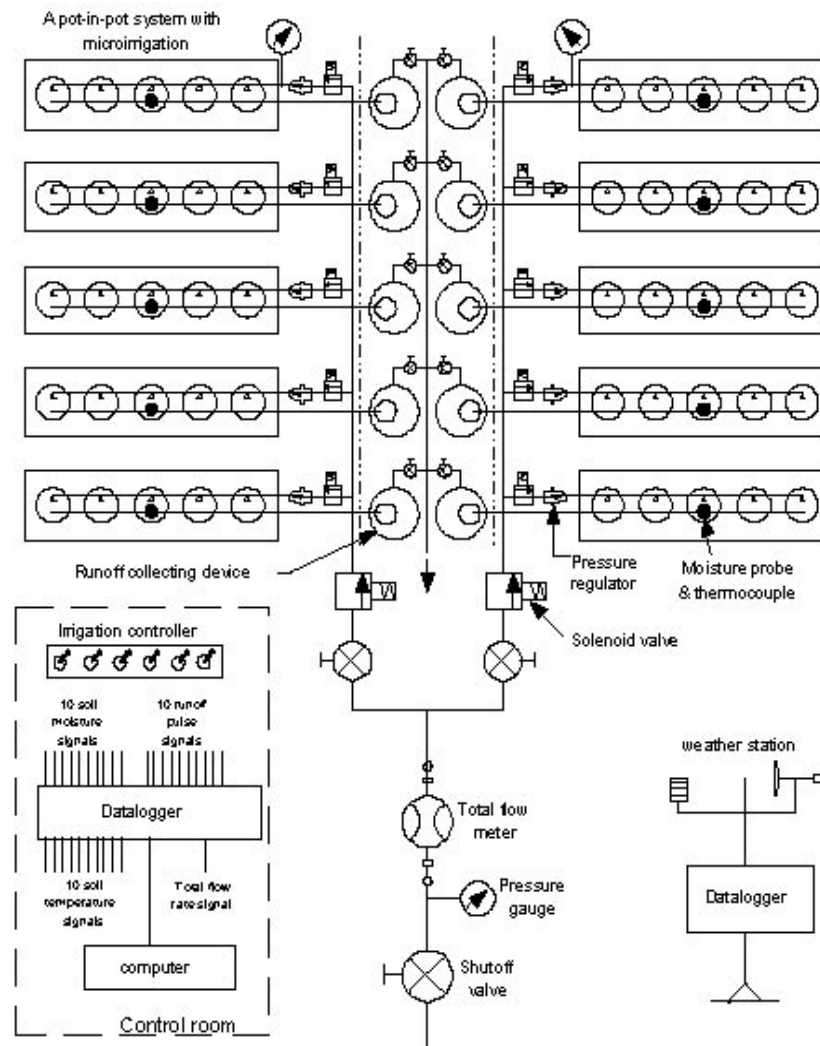 A pot-in-pot system with
microirrigation
Runoff collecting device
Pressure
regulator
Moisture probe
& thermocouple
Solenoid valve
Irrigation controller
10 soil
moisture
signals
10 runoff
pulse
signals
Datalogger
10 soil
temperature
signals
Total flow
rate signal
computer
Control room
Total flow
meter
Pressure
gauge
Shutoff
valve
weather station
Datalogger